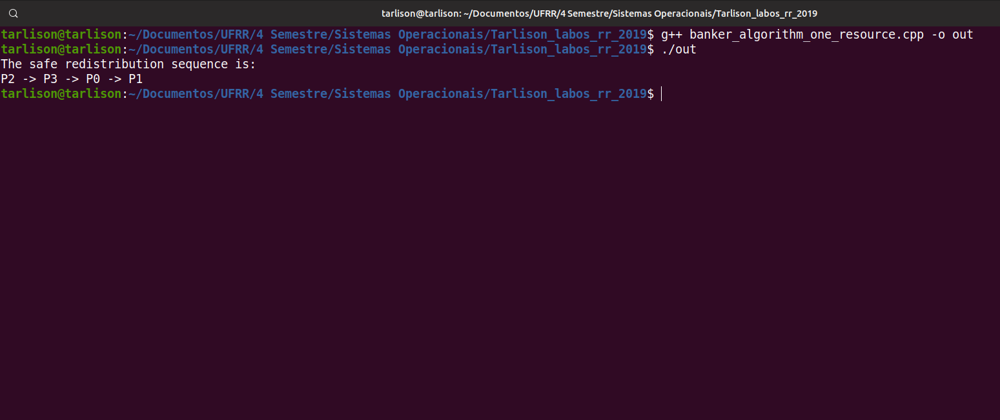 tarlison@tarlison: ~/Documentos/UFRR/4 Semestre/Sistemas Operacionais/Tarlison_labos_rr_2019
tarlison@tarlison:~/Documentos/UFRR/4 Semestre/Sistemas Operacionais/Tarlison_labos_rr_2019$ g++ banker_algorithm_one_resource.cpp -o out
tarlison@tarlison:~/Documentos/UFRR/4 Semestre/Sistemas Operacionais/Tarlison_labos_rr_2019$ ./out
The safe redistribution sequence is:
P2 -> P3 -> P0 -> P1
tarlison@tarlison:~/Documentos/UFRR/4 Semestre/Sistemas Operacionais/Tarlison_labos_rr_2019$